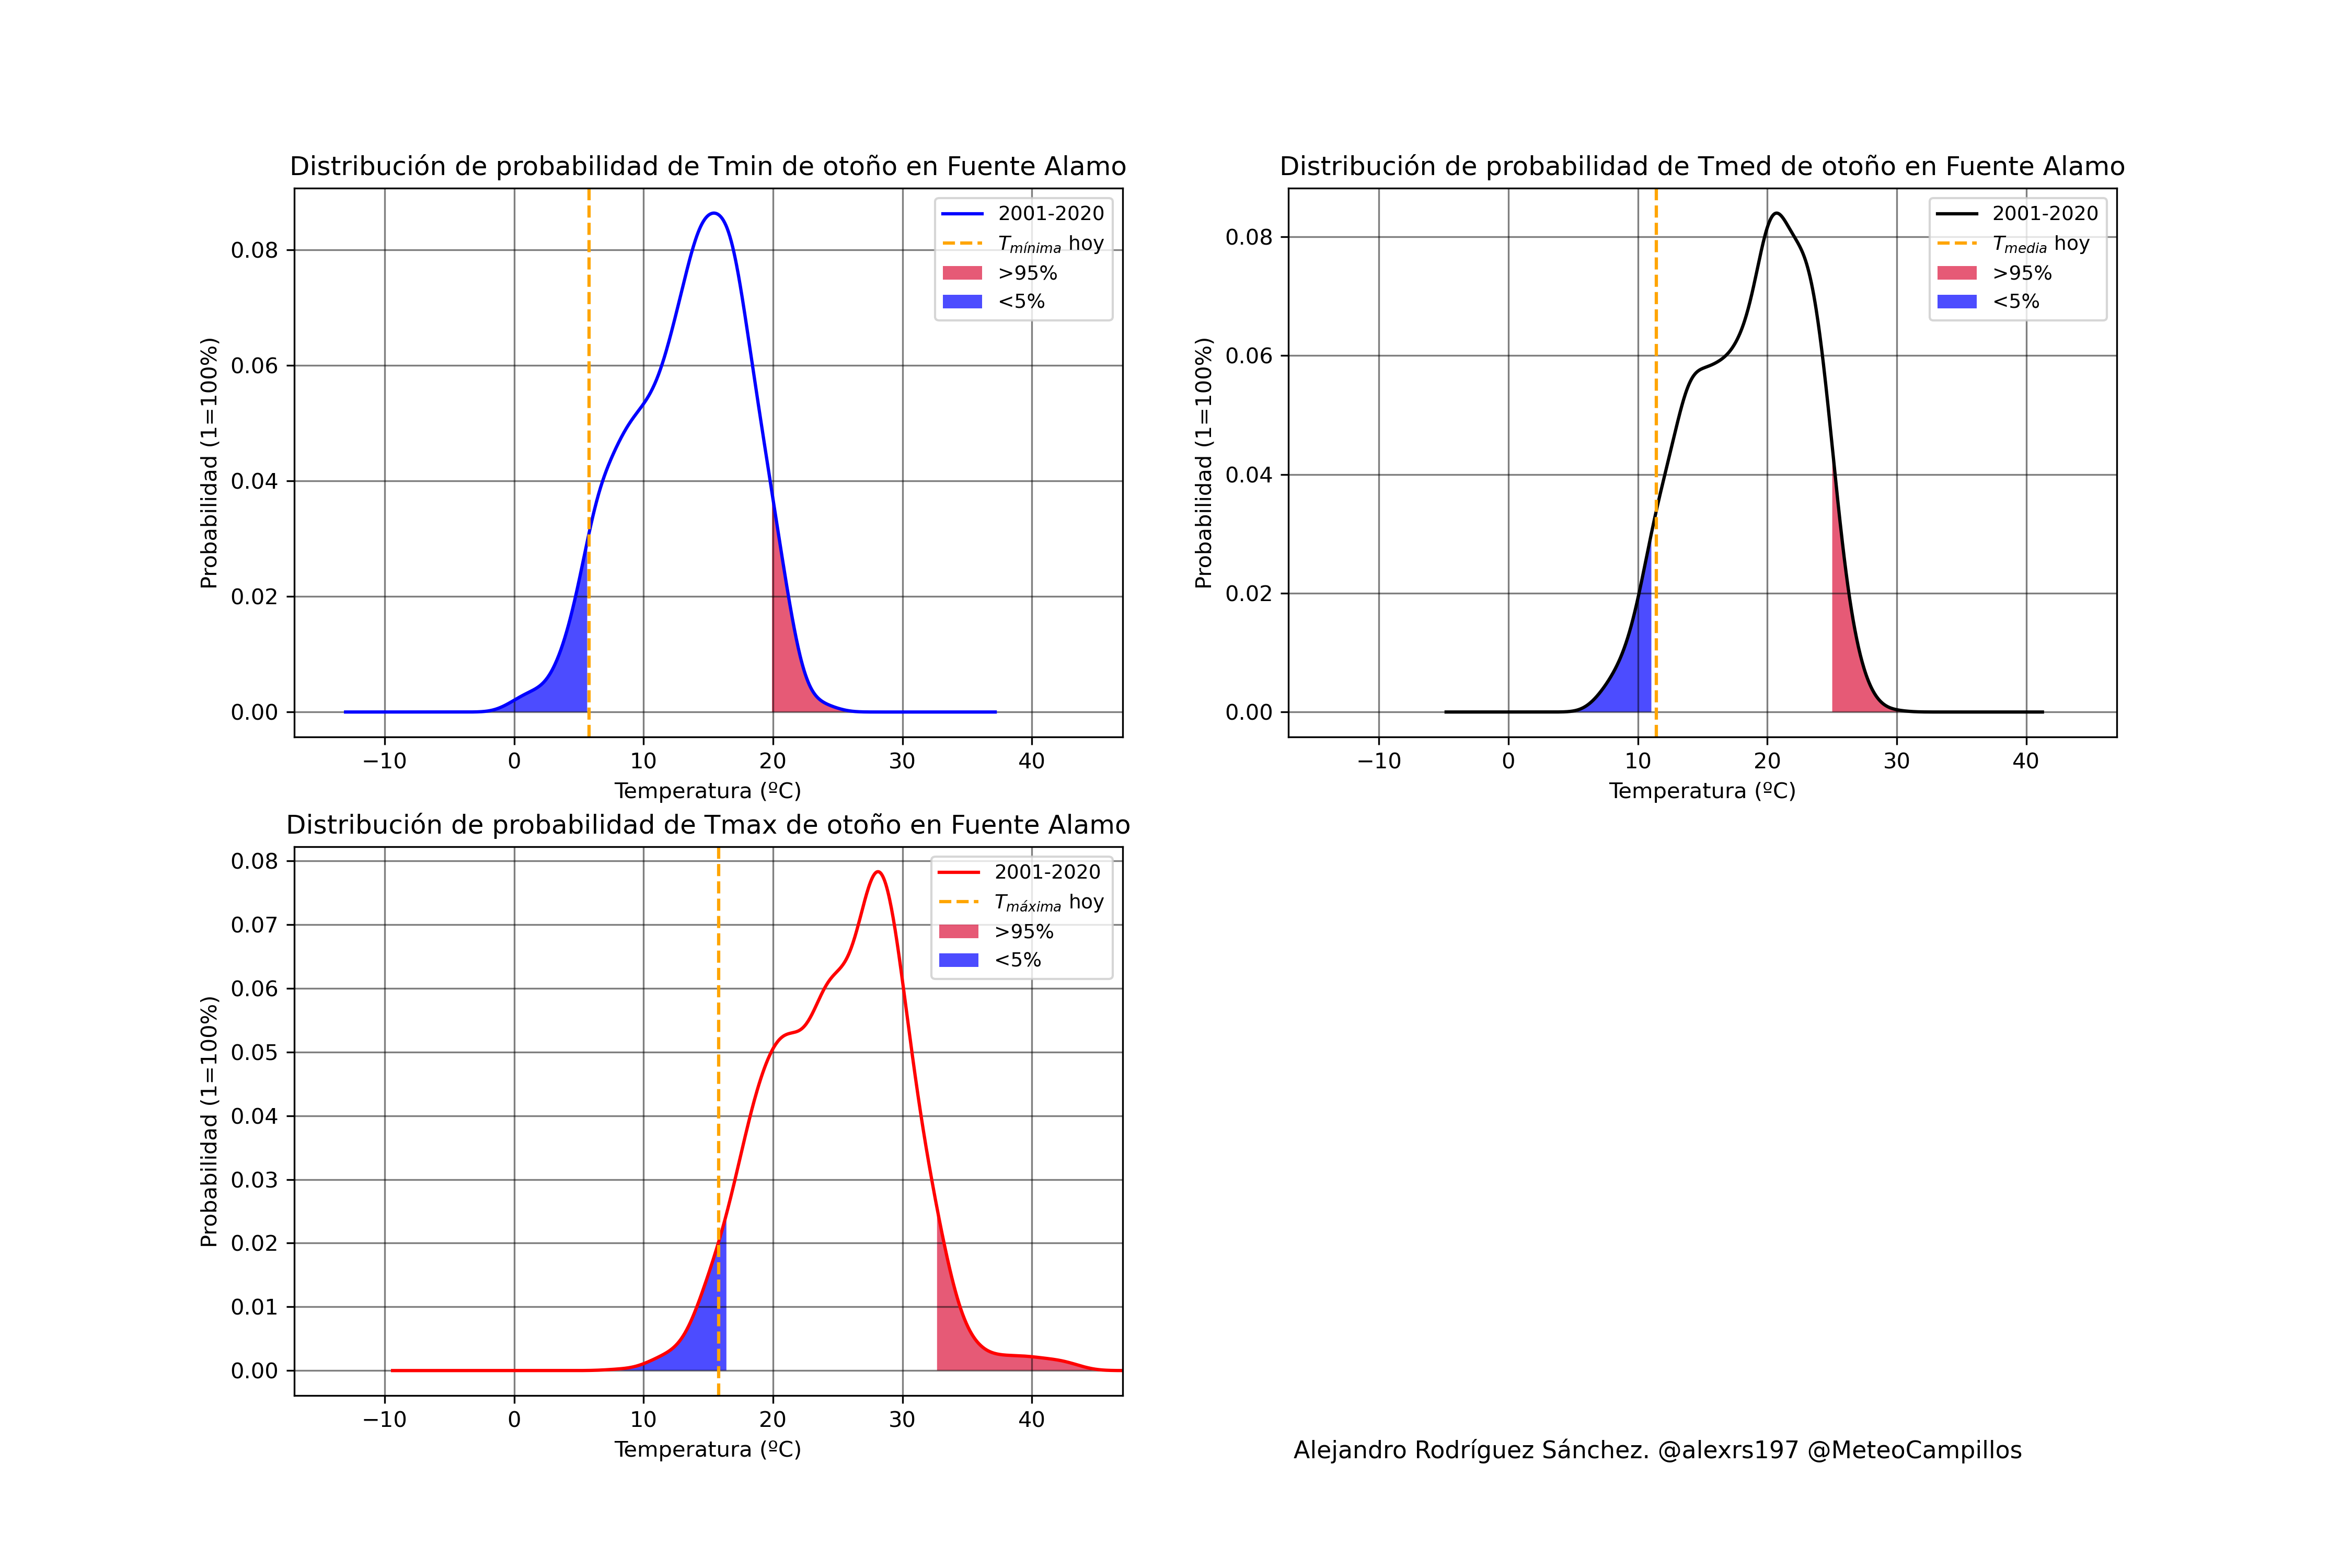 Distribución de probabilidad de Tmin de otoño en Fuente Alamo
Probabilidad (1=100%)
0.08
0.06
0.04
0.02
0.00
−10 0 10 20 30 40
Temperatura (ºC)
2001-2020
Tmínima hoy
>95%
<5%
Distribución de probabilidad de Tmed de otoño en Fuente Alamo
Probabilidad (1=100%)
0.08
0.06
0.04
0.02
0.00
−10 0 10 20 30 40
Temperatura (ºC)
2001-2020
Tmedia hoy
>95%
<5%
Distribución de probabilidad de Tmax de otoño en Fuente Alamo
Probabilidad (1=100%)
0.08
0.07
0.06
0.05
0.04
0.03
0.02
0.01
0.00
−10 0 10 20 30 40
Temperatura (ºC)
2001-2020
Tmáxima hoy
>95%
<5%
Alejandro Rodríguez Sánchez. @alexrs197 @MeteoCampillos